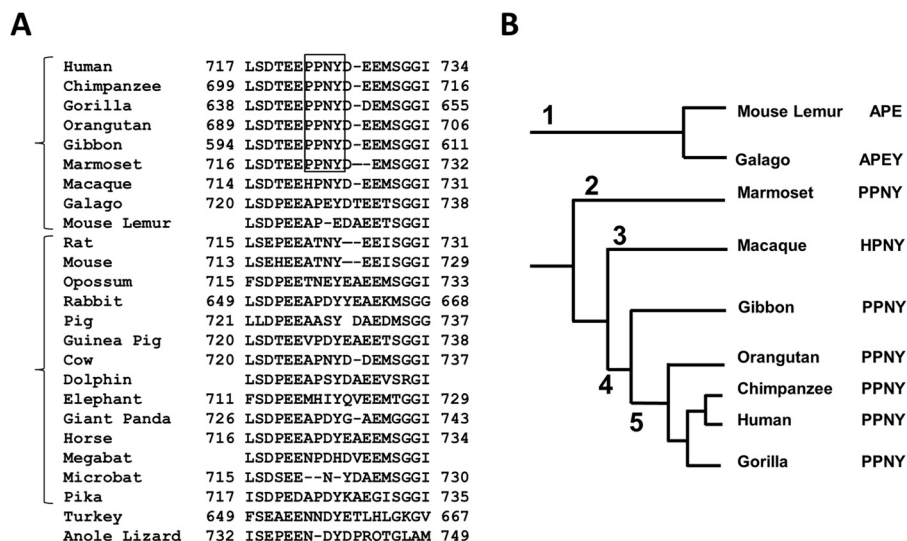 A
Human 717 LSDTEEPPNYD-EEMSGGI 734
Chimpanzee 699 LSDTEEPPNYD-EEMSGGI 716
Gorilla 638 LSDTEEPPNYD-DEMSGGI 655
Orangutan 689 LSDTEEPPNYD-EEMSGGI 706
Gibbon 594 LSDTEEPPNYD-EEMSGGI 611
Marmoset 716 LSDTEEPPNYD--EMSGGI 732
Macaque 714 LSDTEEHPNYD-EEMSGGI 731
Galago 720 LSDPEEAPEYDTEETSGGI 738
Mouse Lemur LSDPEEAP-EDAEETSGGI
Rat 715 LSEPEEATNY--EEISGGI 731
Mouse 713 LSEHEEATNY--EEISGGI 729
Opossum 715 FSDPEETNEYEAEEMSGGI 733
Rabbit 649 LSDPEEAPDYYEAEKMSGG 668
Pig 721 LLDPEEAASY DAEDMSGG 737
Guinea Pig 720 LSDTEEVPDYEAEETSGGI 738
Cow 720 LSDTEEAPNYD-DEMSGGI 737
Dolphin LSDPEEAPSYDAEEVSRGI
Elephant 711 FSDPEEMHIYQVEEMTGGI 729
Giant Panda 726 LSDPEEAPDYG-AEMGGGI 743
Horse 716 LSDPEEAPDYEAEEMSGGI 734
Megabat LSDPEENPDHDVEEMSGGI
Microbat 715 LSDSEE--N-YDAEMSGGI 730
Pika 717 ISDPEDAPDYKAEGISGGI 735
Turkey 649 FSEAEENNDYETLHLGKGV 667
Anole Lizard 732 ISEPEEN-DYDPROTGLAM 749
B
1
Mouse Lemur APE
Galago APEY
2
Marmoset PPNY
3
Macaque HPNY
Gibbon PPNY
4
Orangutan PPNY
5
Chimpanzee PPNY
Human PPNY
Gorilla PPNY